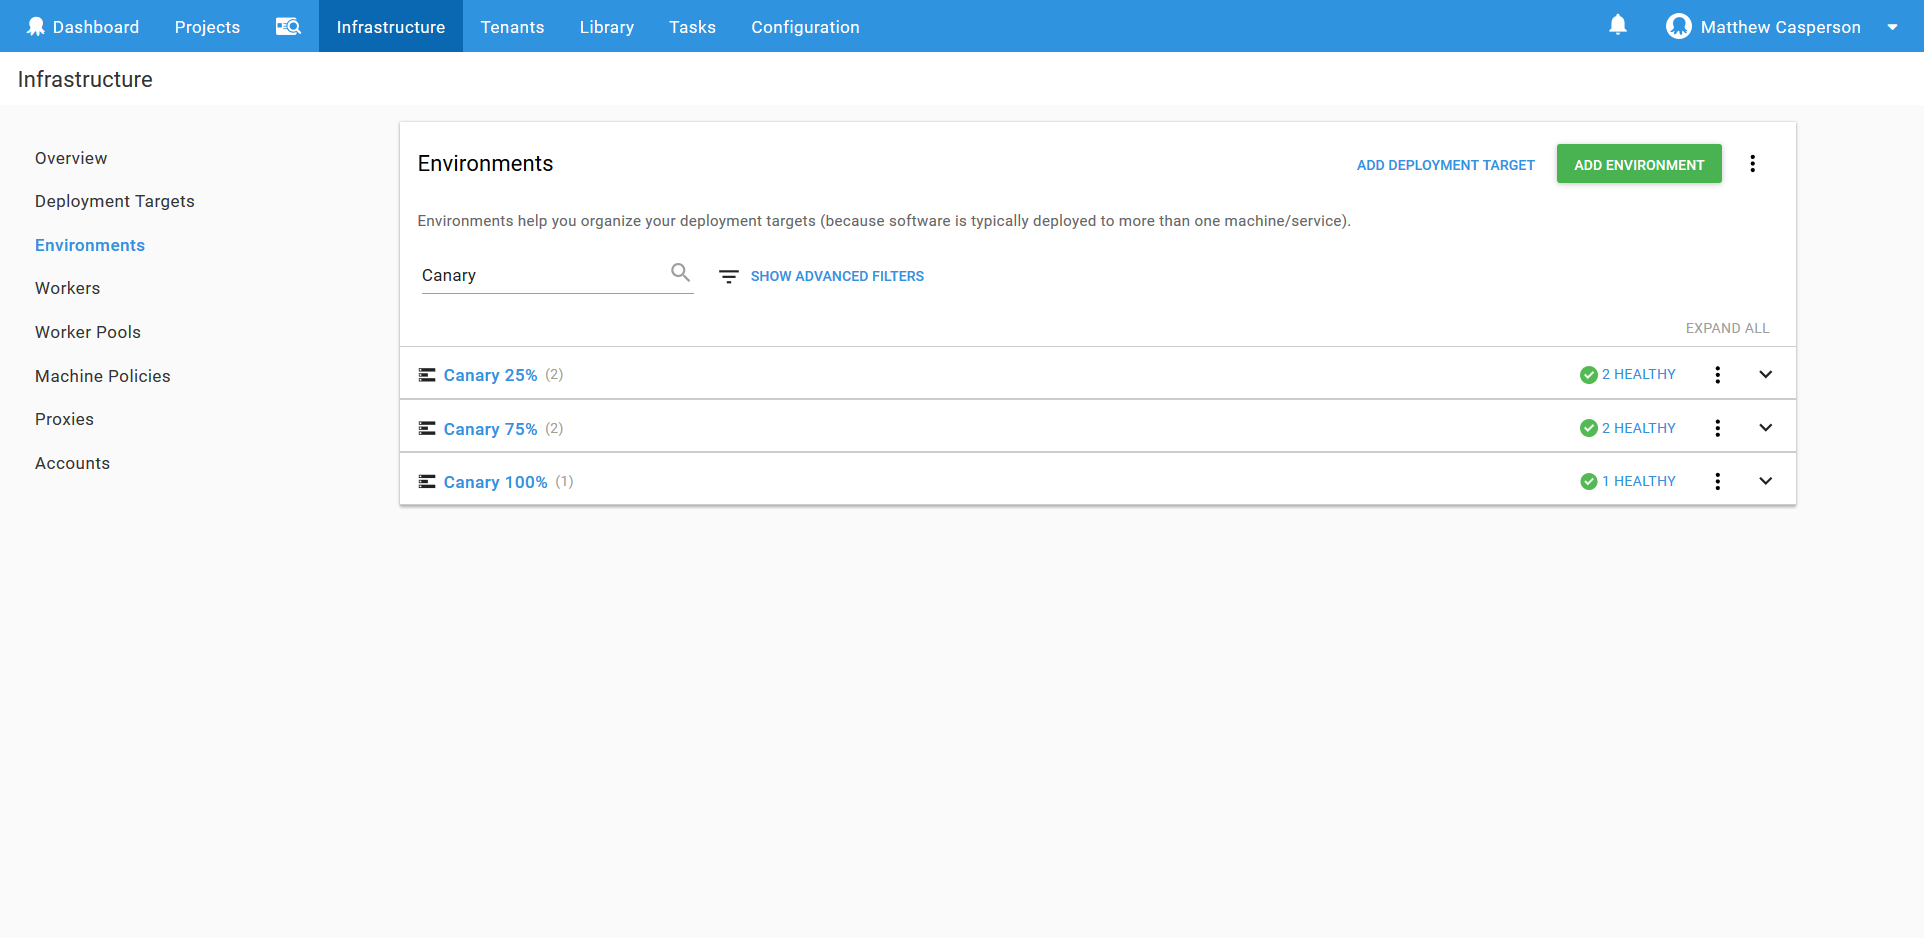 Dashboard Projects Infrastructure Tenants Library Tasks Configuration Matthew Casperson
Infrastructure
Overview
Deployment Targets
Environments
Workers
Worker Pools
Machine Policies
Proxies
Accounts
Environments ADD DEPLOYMENT TARGET ADD ENVIRONMENT
Environments help you organize your deployment targets (because software is typically deployed to more than one machine/service).
Canary SHOW ADVANCED FILTERS
EXPAND ALL
Canary 25% (2) 2 HEALTHY
Canary 75% (2) 2 HEALTHY
Canary 100% (1) 1 HEALTHY